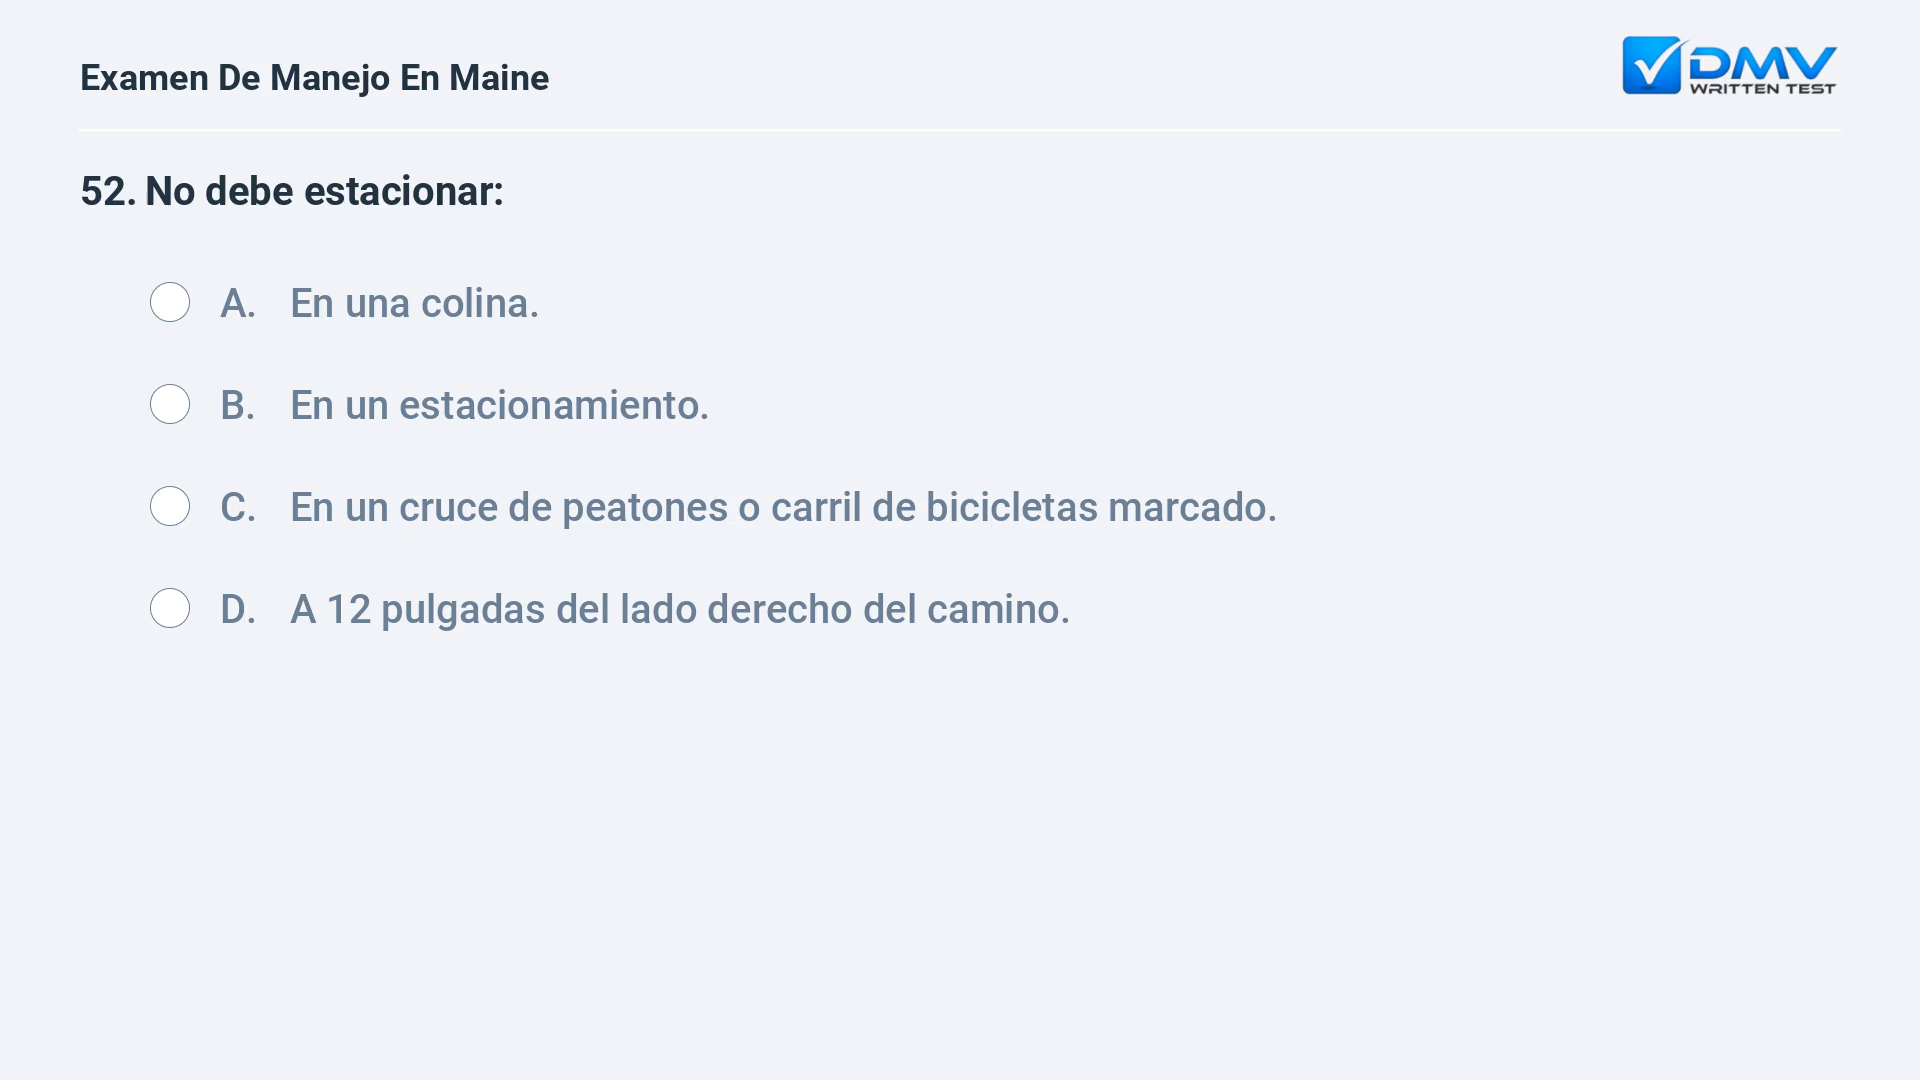 Examen De Manejo En Maine
DMV
WRITTEN TEST
52. No debe estacionar:
A. En una colina.
B. En un estacionamiento.
C. En un cruce de peatones o carril de bicicletas marcado.
D. A 12 pulgadas del lado derecho del camino.